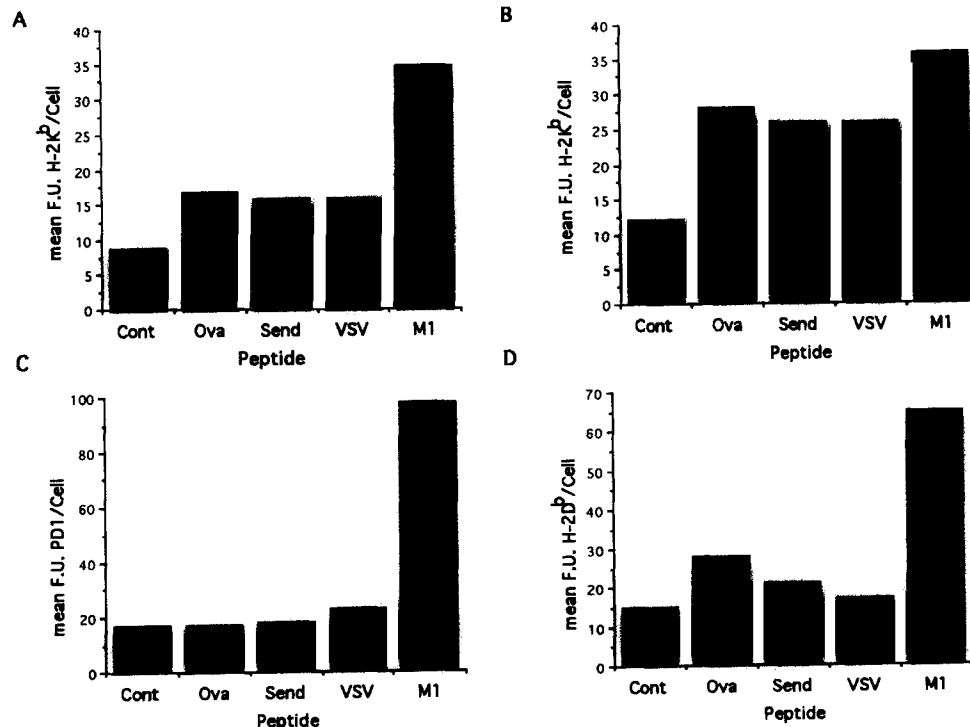 A
mean F.U. H-2Kb/Cell
40
35
30
25
20
15
10
5
0
Cont Ova Send VSV M1
Peptide
B
mean F.U. H-2Kb/Cell
40
35
30
25
20
15
10
5
0
Cont Ova Send VSV M1
Peptide
C
mean F.U. PD1/Cell
100
80
60
40
20
0
Cont Ova Send VSV M1
Peptide
D
mean F.U. H-2Db/Cell
70
60
50
40
30
20
10
0
Cont Ova Send VSV M1
Peptide